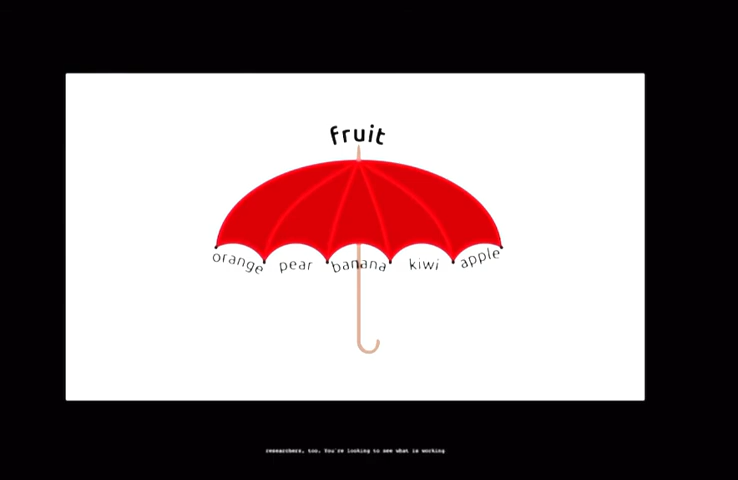 fruit
orange pear banana kiwi apple
researchers, too. You're looking to see what is working